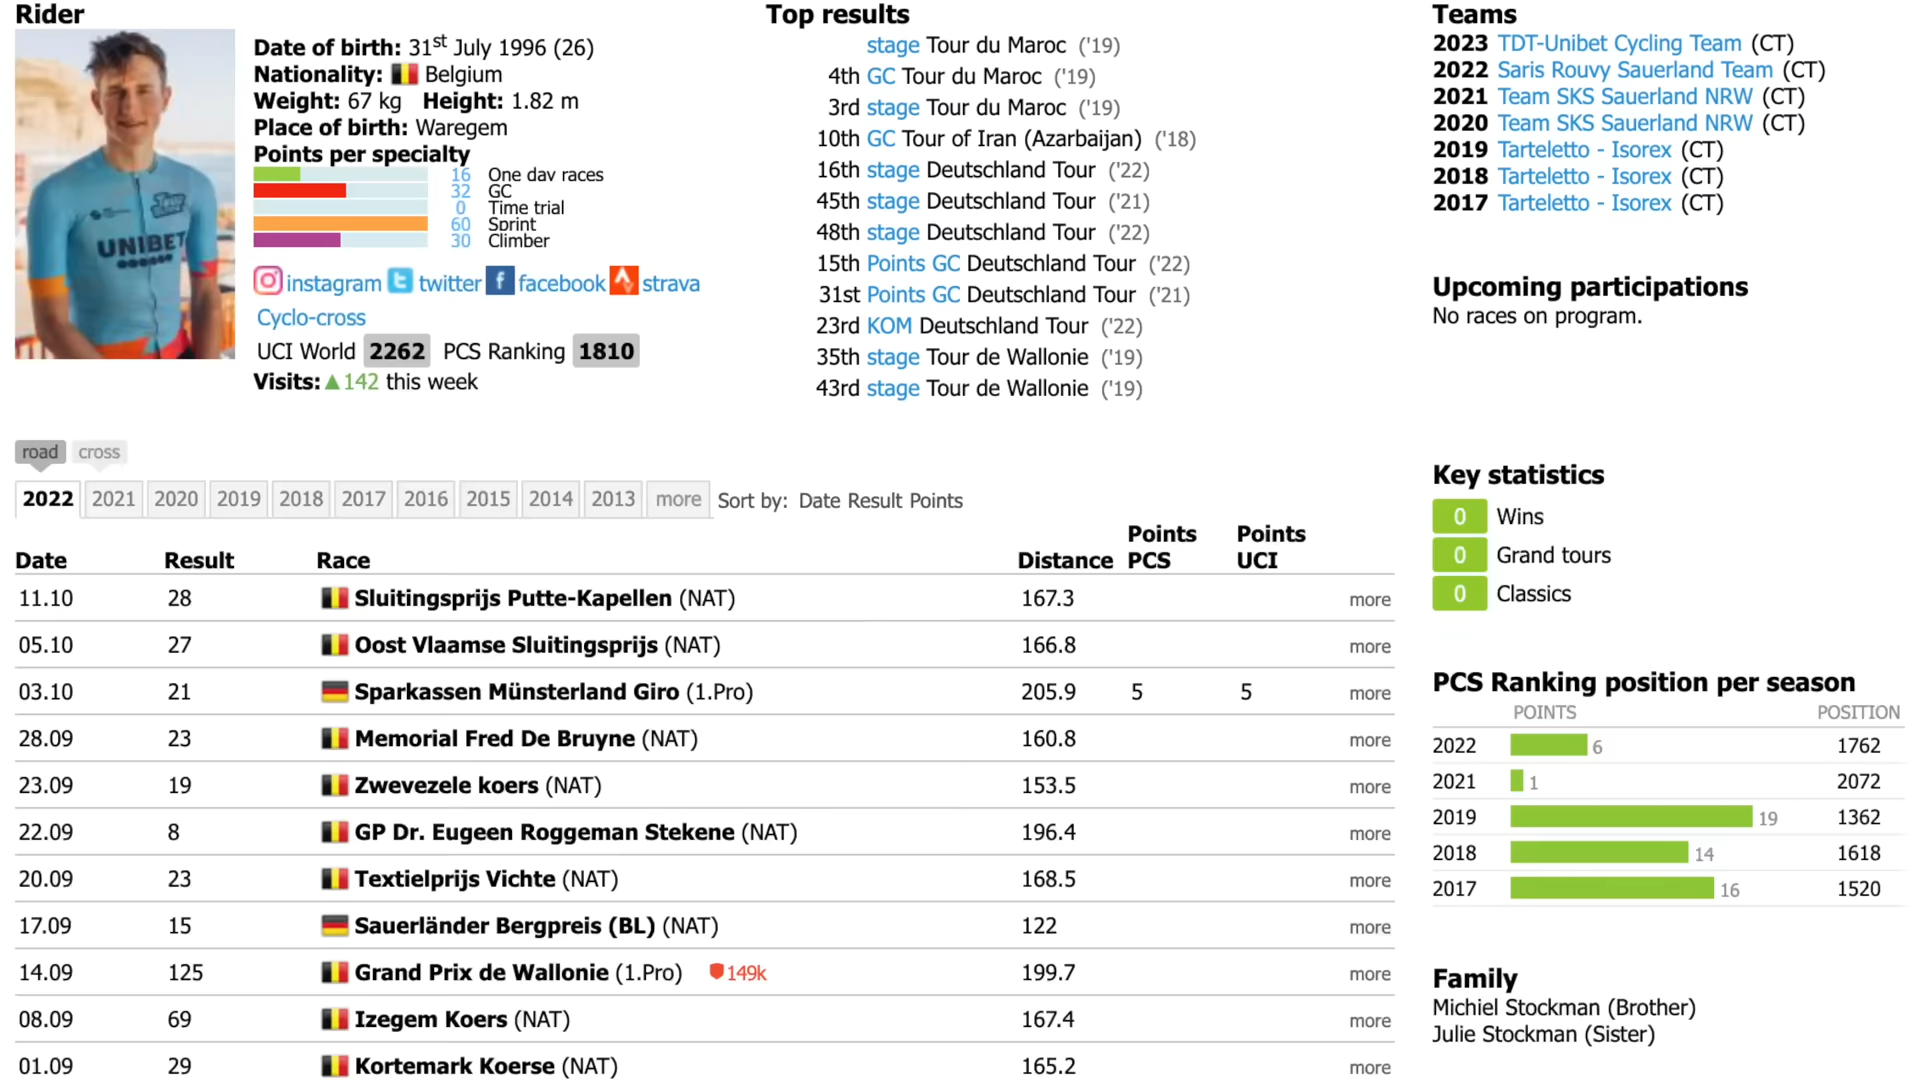 Rider
Date of birth: 31st July 1996 (26)
Nationality: Belgium
Weight: 67 kg Height: 1.82 m
Place of birth: Waregem
Points per specialty
16 One day races
32 GC
0 Time trial
60 Sprint
30 Climber
instagram twitter facebook strava
Cyclo-cross
UCI World 2262 PCS Ranking 1810
Visits: ▲142 this week
UNIBET
Top results
stage Tour du Maroc ('19)
4th GC Tour du Maroc ('19)
3rd stage Tour du Maroc ('19)
10th GC Tour of Iran (Azarbaijan) ('18)
16th stage Deutschland Tour ('22)
45th stage Deutschland Tour ('21)
48th stage Deutschland Tour ('22)
15th Points GC Deutschland Tour ('22)
31st Points GC Deutschland Tour ('21)
23rd KOM Deutschland Tour ('22)
35th stage Tour de Wallonie ('19)
43rd stage Tour de Wallonie ('19)
Teams
2023 TDT-Unibet Cycling Team (CT)
2022 Saris Rouvy Sauerland Team (CT)
2021 Team SKS Sauerland NRW (CT)
2020 Team SKS Sauerland NRW (CT)
2019 Tarteletto - Isorex (CT)
2018 Tarteletto - Isorex (CT)
2017 Tarteletto - Isorex (CT)
Upcoming participations
No races on program.
road cross
2022 2021 2020 2019 2018 2017 2016 2015 2014 2013 more Sort by: Date Result Points
Date Result Race Distance Points PCS Points UCI
11.10 28 Sluitingsprijs Putte-Kapellen (NAT) 167.3 more
05.10 27 Oost Vlaamse Sluitingsprijs (NAT) 166.8 more
03.10 21 Sparkassen Münsterland Giro (1.Pro) 205.9 5 5 more
28.09 23 Memorial Fred De Bruyne (NAT) 160.8 more
23.09 19 Zwevezele koers (NAT) 153.5 more
22.09 8 GP Dr. Eugeen Roggeman Stekene (NAT) 196.4 more
20.09 23 Textielprijs Vichte (NAT) 168.5 more
17.09 15 Sauerländer Bergpreis (BL) (NAT) 122 more
14.09 125 Grand Prix de Wallonie (1.Pro) 149k 199.7 more
08.09 69 Izegem Koers (NAT) 167.4 more
01.09 29 Kortemark Koerse (NAT) 165.2 more
Key statistics
0 Wins
0 Grand tours
0 Classics
PCS Ranking position per season
POINTS POSITION
2022 6 1762
2021 1 2072
2019 19 1362
2018 14 1618
2017 16 1520
Family
Michiel Stockman (Brother)
Julie Stockman (Sister)